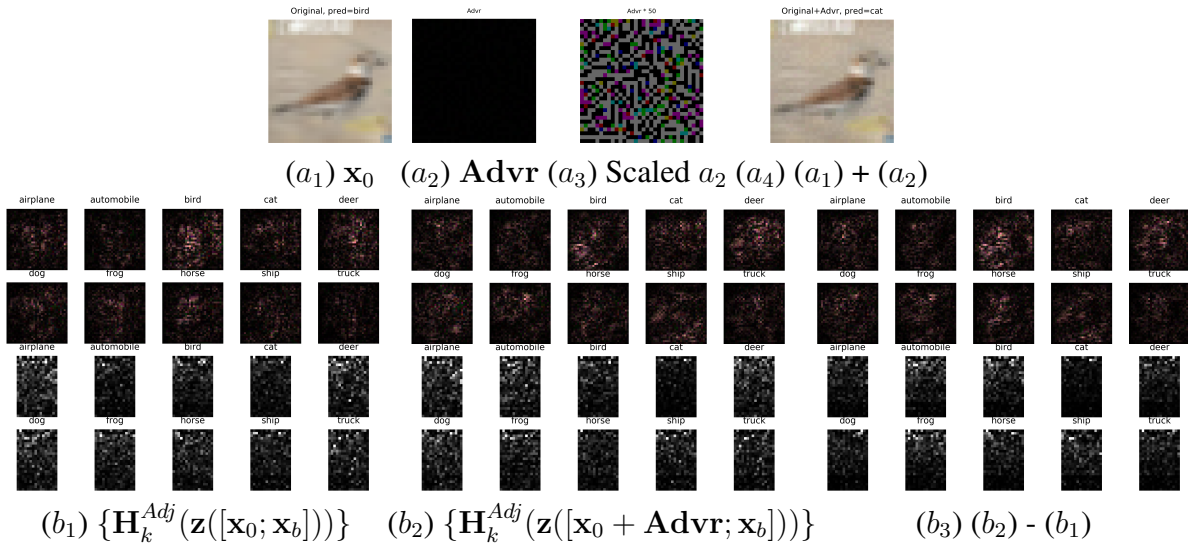 Original, pred=bird Advr Advr * 50 Original+Advr, pred=cat
(a₁) x₀ (a₂) Advr (a₃) Scaled a₂ (a₄) (a₁) + (a₂)
airplane automobile bird cat deer airplane automobile bird cat deer airplane automobile bird cat deer
dog frog horse ship truck dog frog horse ship truck dog frog horse ship truck
airplane automobile bird cat deer airplane automobile bird cat deer airplane automobile bird cat deer
dog frog horse ship truck dog frog horse ship truck dog frog horse ship truck
(b₁) {H_k^{Adj}(z([x₀; x_b]))} (b₂) {H_k^{Adj}(z([x₀ + Advr; x_b]))} (b₃) (b₂) - (b₁)